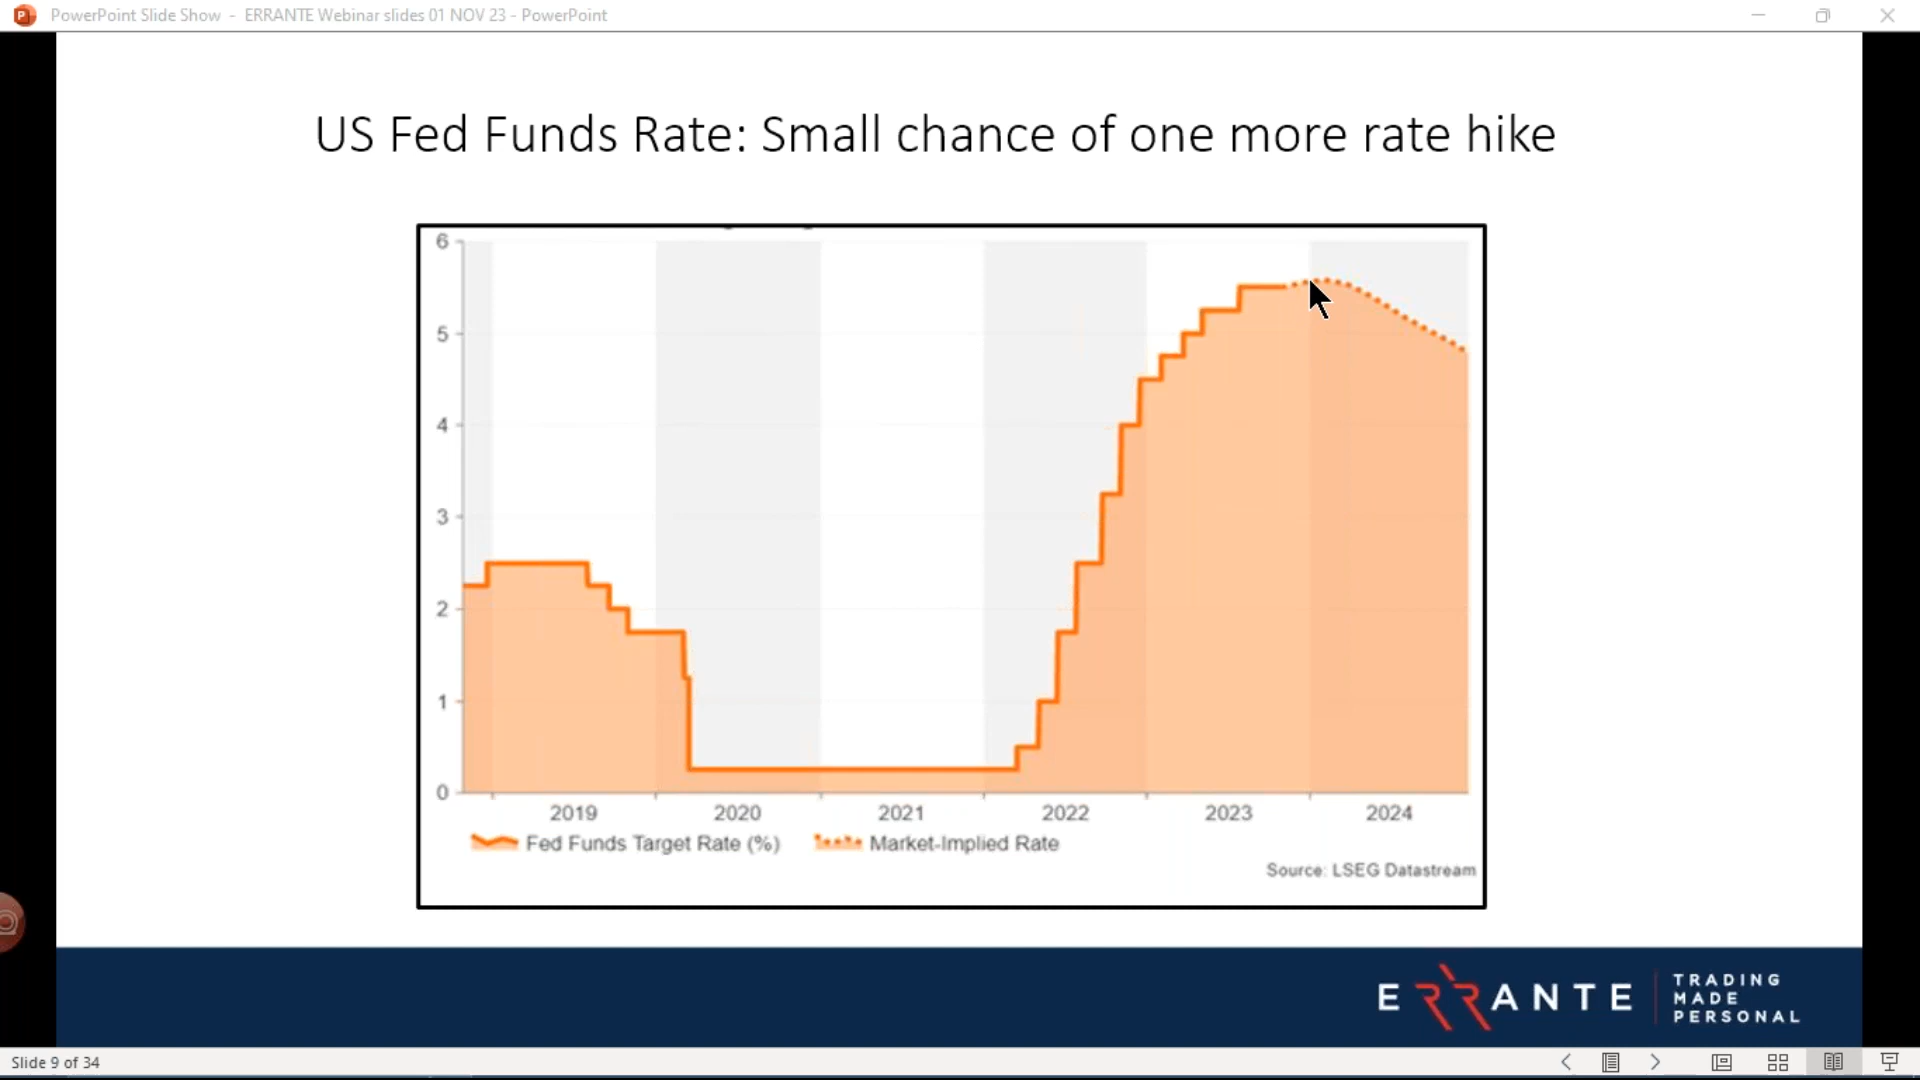 PowerPoint Slide Show - ERRANTE Webinar slides 01 NOV 23 - PowerPoint
US Fed Funds Rate: Small chance of one more rate hike
6
5
4
3
2
1
0
2019 2020 2021 2022 2023 2024
Fed Funds Target Rate (%) Market-Implied Rate
Source: LSEG Datastream
ERRANTE
TRADING
MADE
PERSONAL
Slide 9 of 34